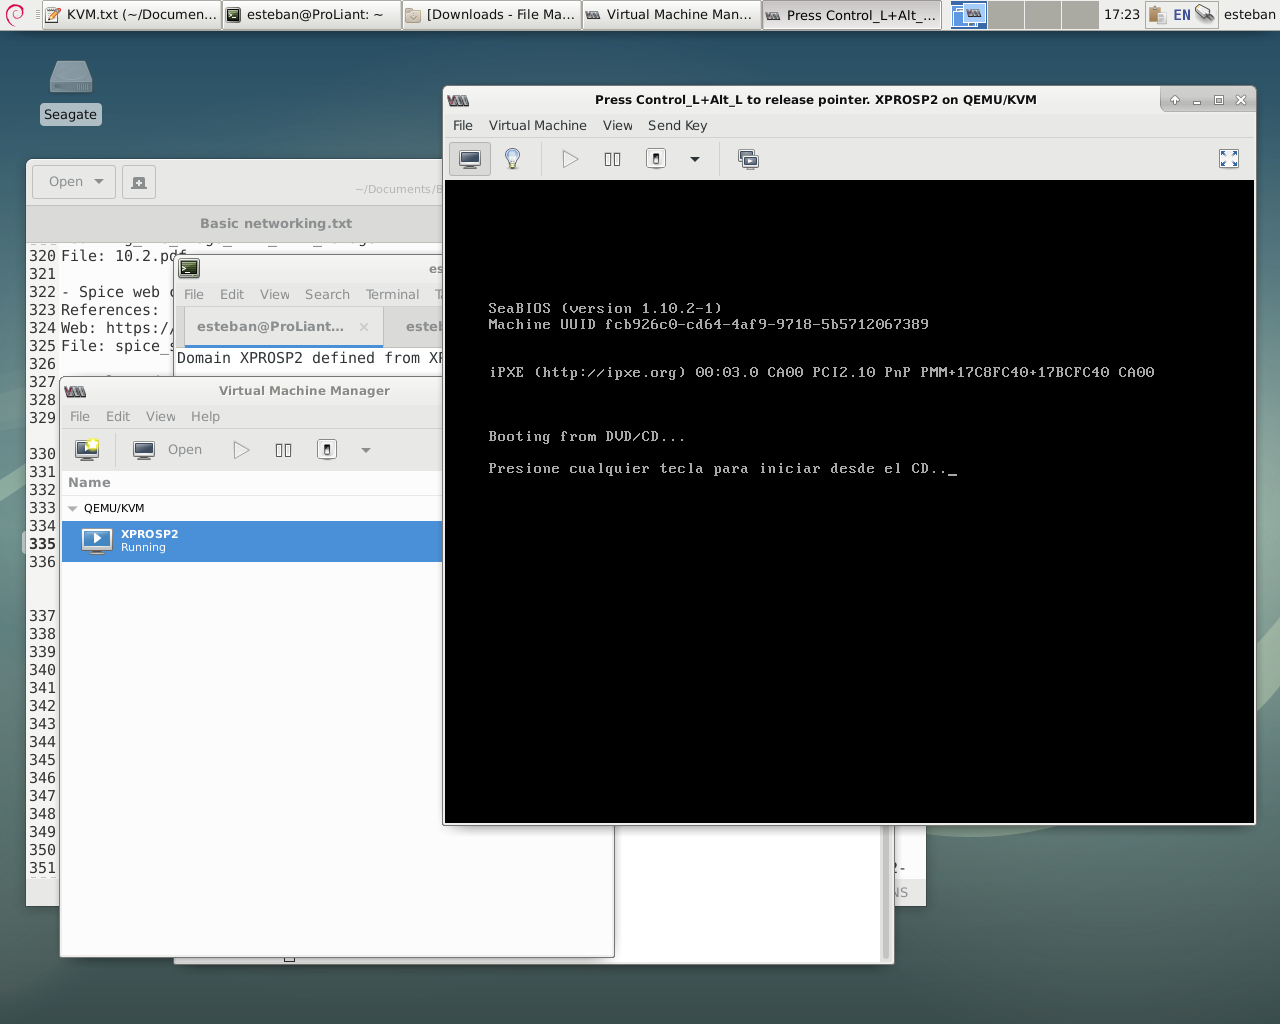 KVM.txt (~/Documen...
esteban@ProLiant: ~
[Downloads - File Ma...
Virtual Machine Man...
Press Control_L+Alt_...
17:23
EN
esteban
Seagate
Press Control_L+Alt_L to release pointer. XPROSP2 on QEMU/KVM
File Virtual Machine View Send Key
SeaBIOS (version 1.10.2-1)
Machine UUID fcb926c0-cd64-4af9-9718-5b5712067389
iPXE (http://ipxe.org) 00:03.0 CA00 PCI2.10 PnP PMM+17C8FC40+17BCFC40 CA00
Booting from DVD/CD...
Presione cualquier tecla para iniciar desde el CD.._
Open
~/Documents/B
Basic networking.txt
320 File: 10.2.pdf
321
322 - Spice web
323 References:
324 Web: https:/
325 File: spice_s
326
327
328
329
330
331
332
333
334
335
336
337
338
339
340
341
342
343
344
345
346
347
348
349
350
351
es
File Edit View Search Terminal
esteban@ProLiant...
esteb
Domain XPROSP2 defined from XP
Virtual Machine Manager
File Edit View Help
Open
Name
QEMU/KVM
XPROSP2
Running
2-
NS